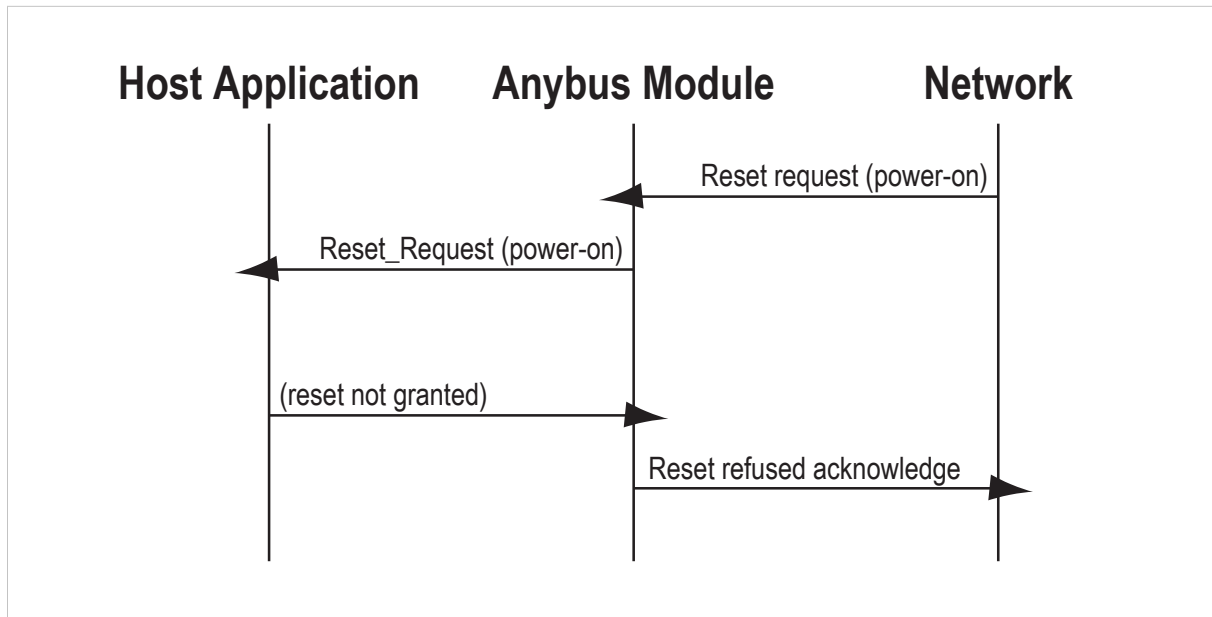 Host Application Anybus Module Network
Reset request (power-on)
Reset_Request (power-on)
(reset not granted)
Reset refused acknowledge